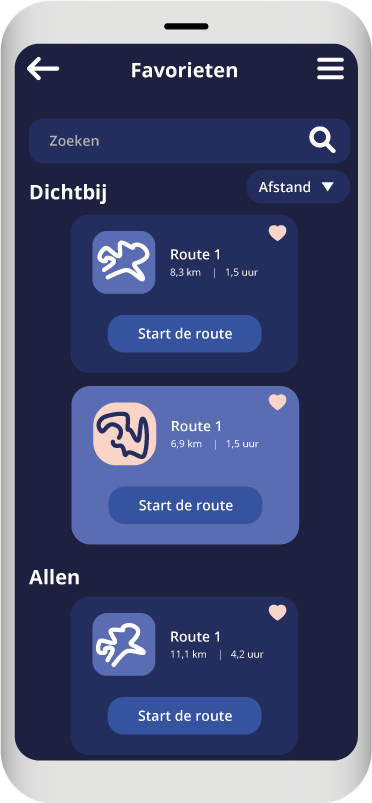 Favorieten
Zoeken
Dichtbij
Afstand
Route 1
8,3 km | 1,5 uur
Start de route
Route 1
6,9 km | 1,5 uur
Start de route
Allen
Route 1
11,1 km | 4,2 uur
Start de route